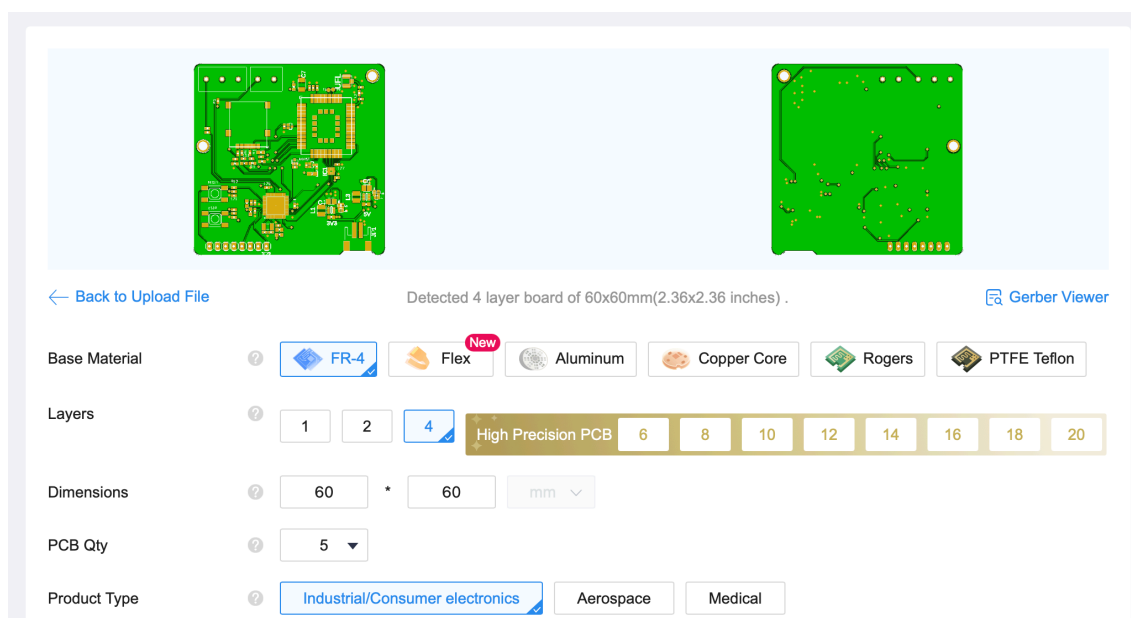 3V3
5V
Back to Upload File
Detected 4 layer board of 60x60mm(2.36x2.36 inches) .
Gerber Viewer
New
Base Material ? FR-4 Flex Aluminum Copper Core Rogers PTFE Teflon
Layers ? 1 2 4 High Precision PCB 6 8 10 12 14 16 18 20
Dimensions ? 60 * 60 mm
PCB Qty ? 5
Product Type ? Industrial/Consumer electronics Aerospace Medical